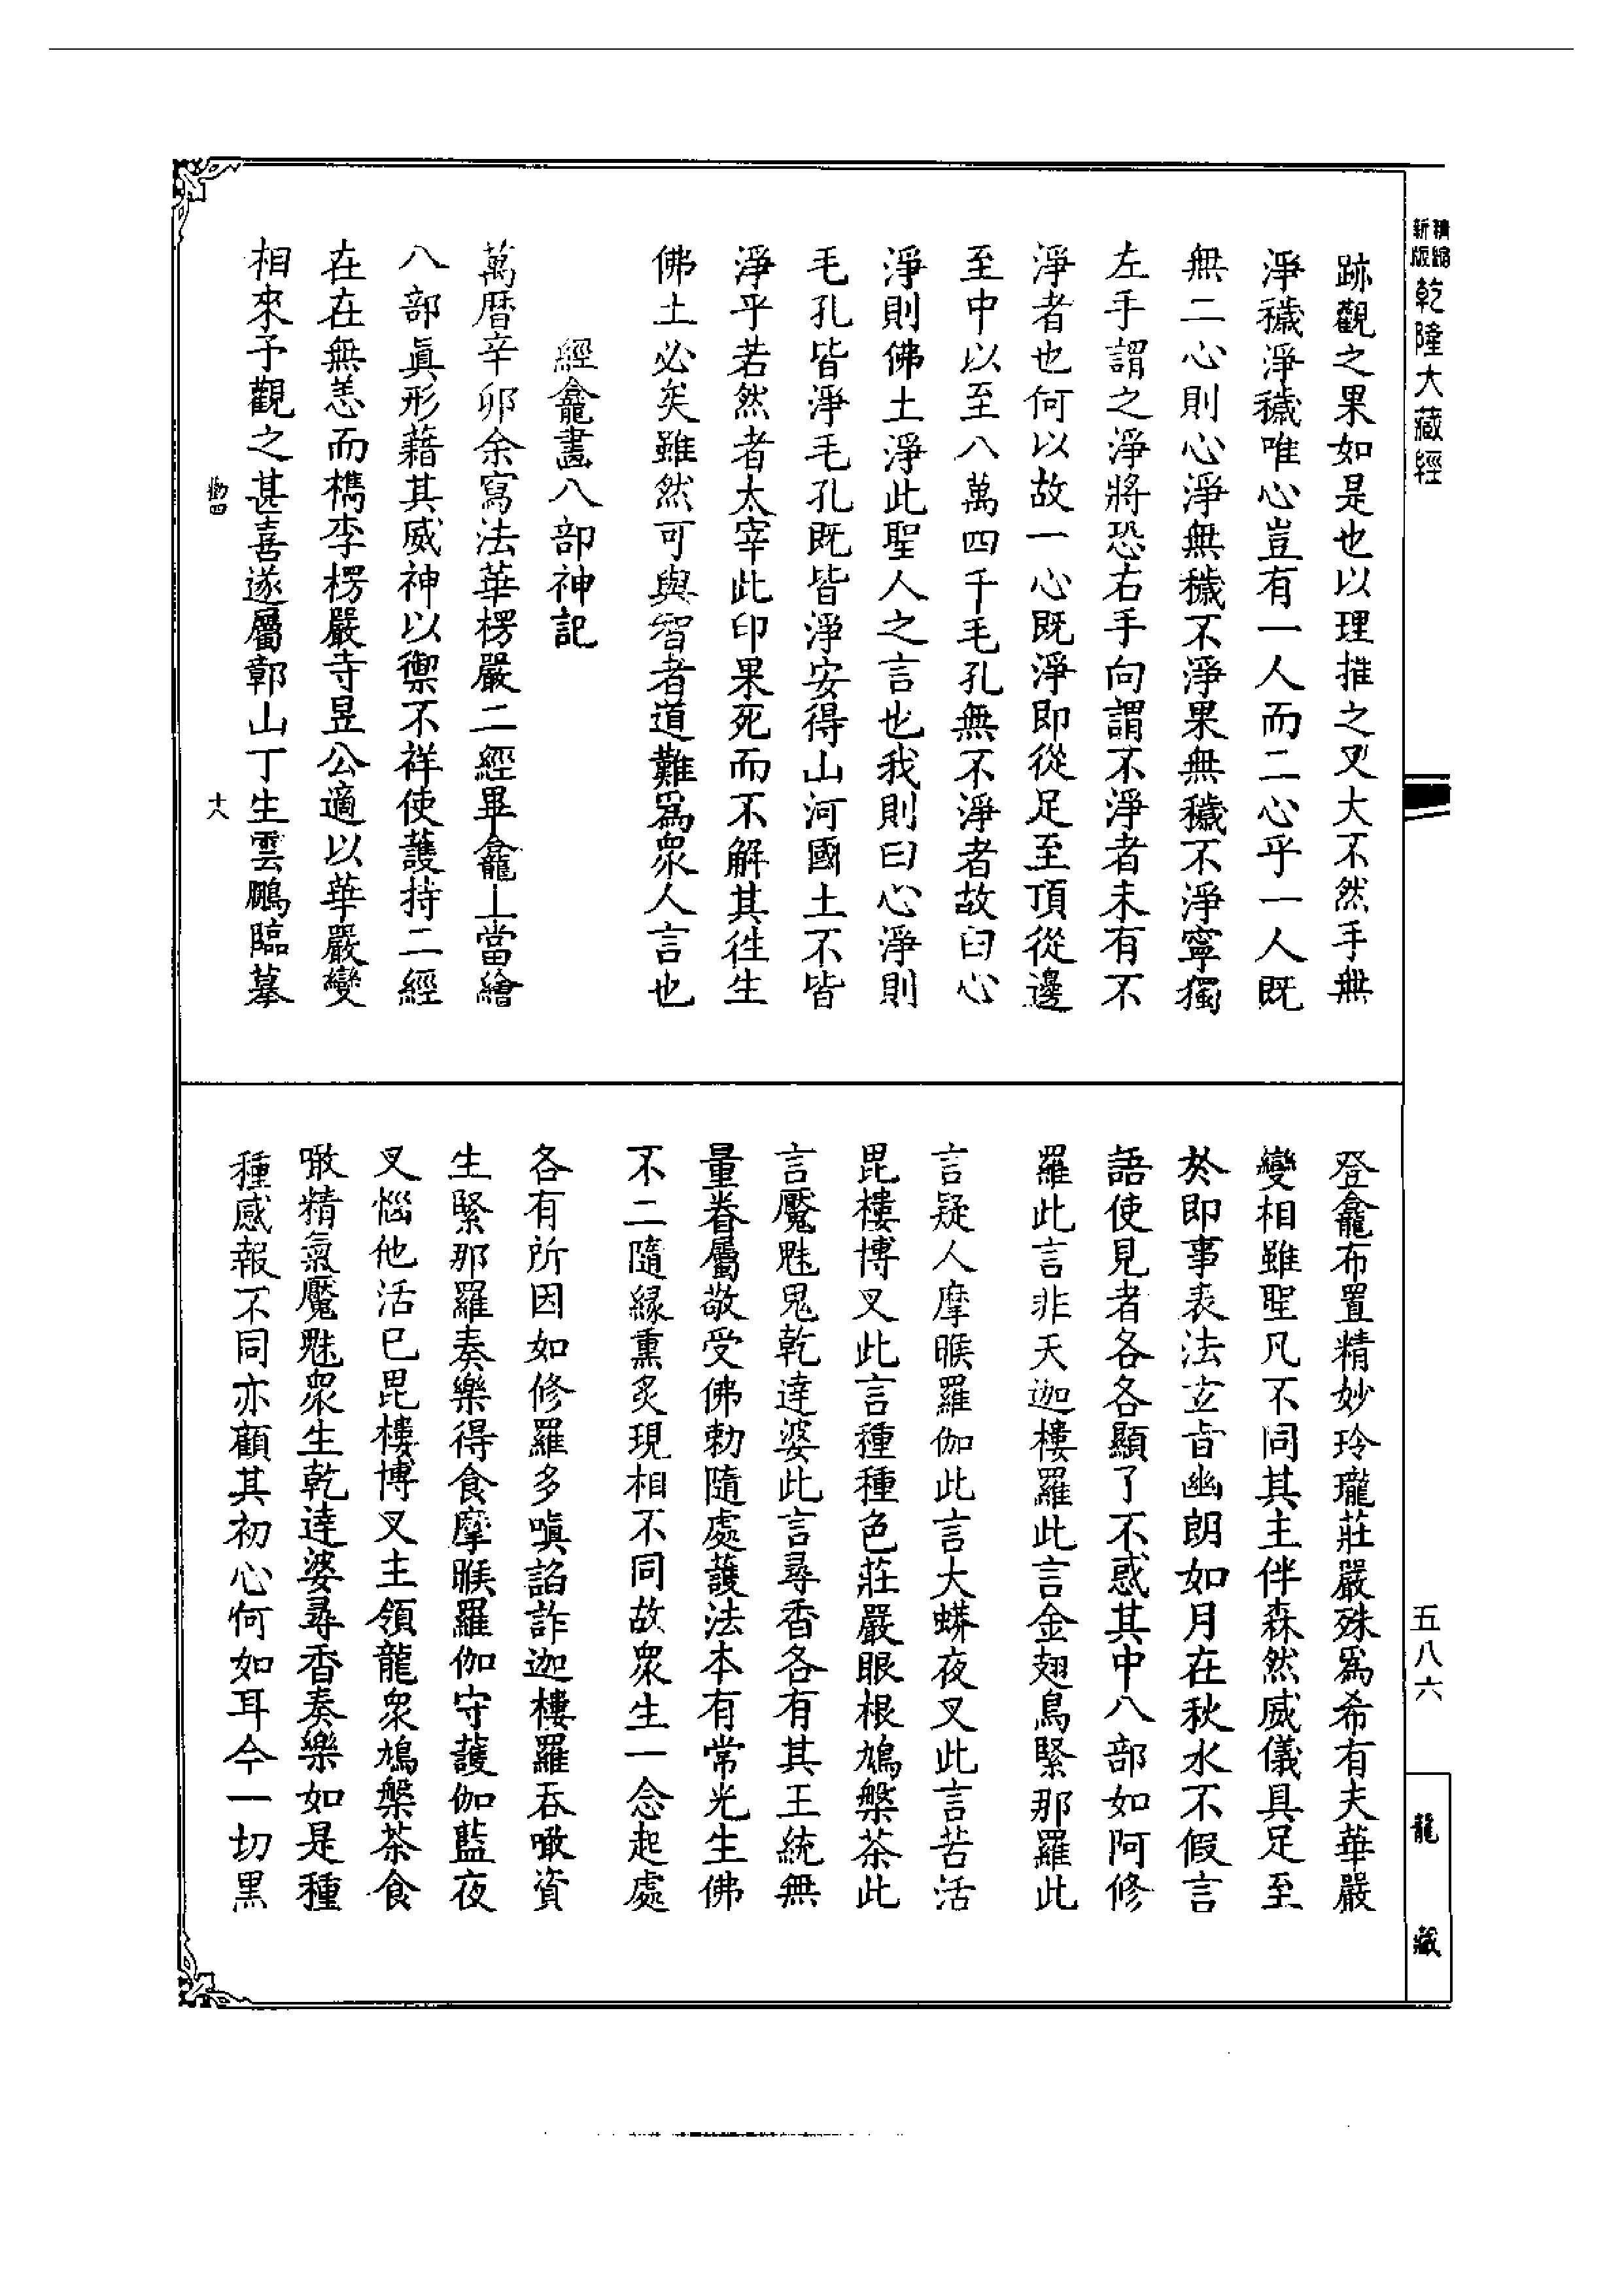 精縮新版
乾隆大藏經
五八六
龍藏
跡觀之果如是也以理推之又大不然手無
淨穢淨穢唯心豈有一人而二心乎一人既
無二心則心淨無穢不淨果無穢不淨寧獨
左手謂之淨將恐右手向謂不淨者未有不
淨者也何以故一心既淨即從足至頂從邊
至中以至八萬四千毛孔無不淨者故曰心
淨則佛土淨此聖人之言也我則曰心淨則
毛孔皆淨毛孔既皆淨安得山河國土不皆
淨乎若然者太宰此印果死而不解其徃生
佛土必矣雖然可與智者道難爲衆人言也
經龕畵八部神記
萬曆辛卯余寫法華楞嚴二經畢龕上當繪
八部眞形藉其威神以禦不祥使護持二經
在在無恙而檇李楞嚴寺昱公適以華嚴變
相來予觀之甚喜遂屬郭山丁生雲鵬臨摹
勒四
十六
登龕布置精妙玲瓏莊嚴殊爲希有夫華嚴
變相雖聖凡不同其主伴森然威儀具足至
於即事表法玄旨幽朗如月在秋水不假言
語使見者各各顯了不惑其中八部如阿修
羅此言非天迦樓羅此言金翅鳥緊那羅此
言疑人摩睺羅伽此言大蟒夜叉此言苦活
毘樓博叉此言種種色莊嚴眼根鳩槃茶此
言魘魅鬼乾達婆此言尋香各有其王統無
量眷屬敬受佛勅隨處護法本有常光生佛
不二隨緣熏炙現相不同故衆生一念起處
各有所因如修羅多嗔諂詐迦樓羅吞噉資
生緊那羅奏樂得食摩睺羅伽守護伽藍夜
叉惱他活已毘樓博叉主領龍衆鳩槃茶食
噉精氣魘魅衆生乾達婆尋香奏樂如是種
種感報不同亦顧其初心何如耳今一切黑